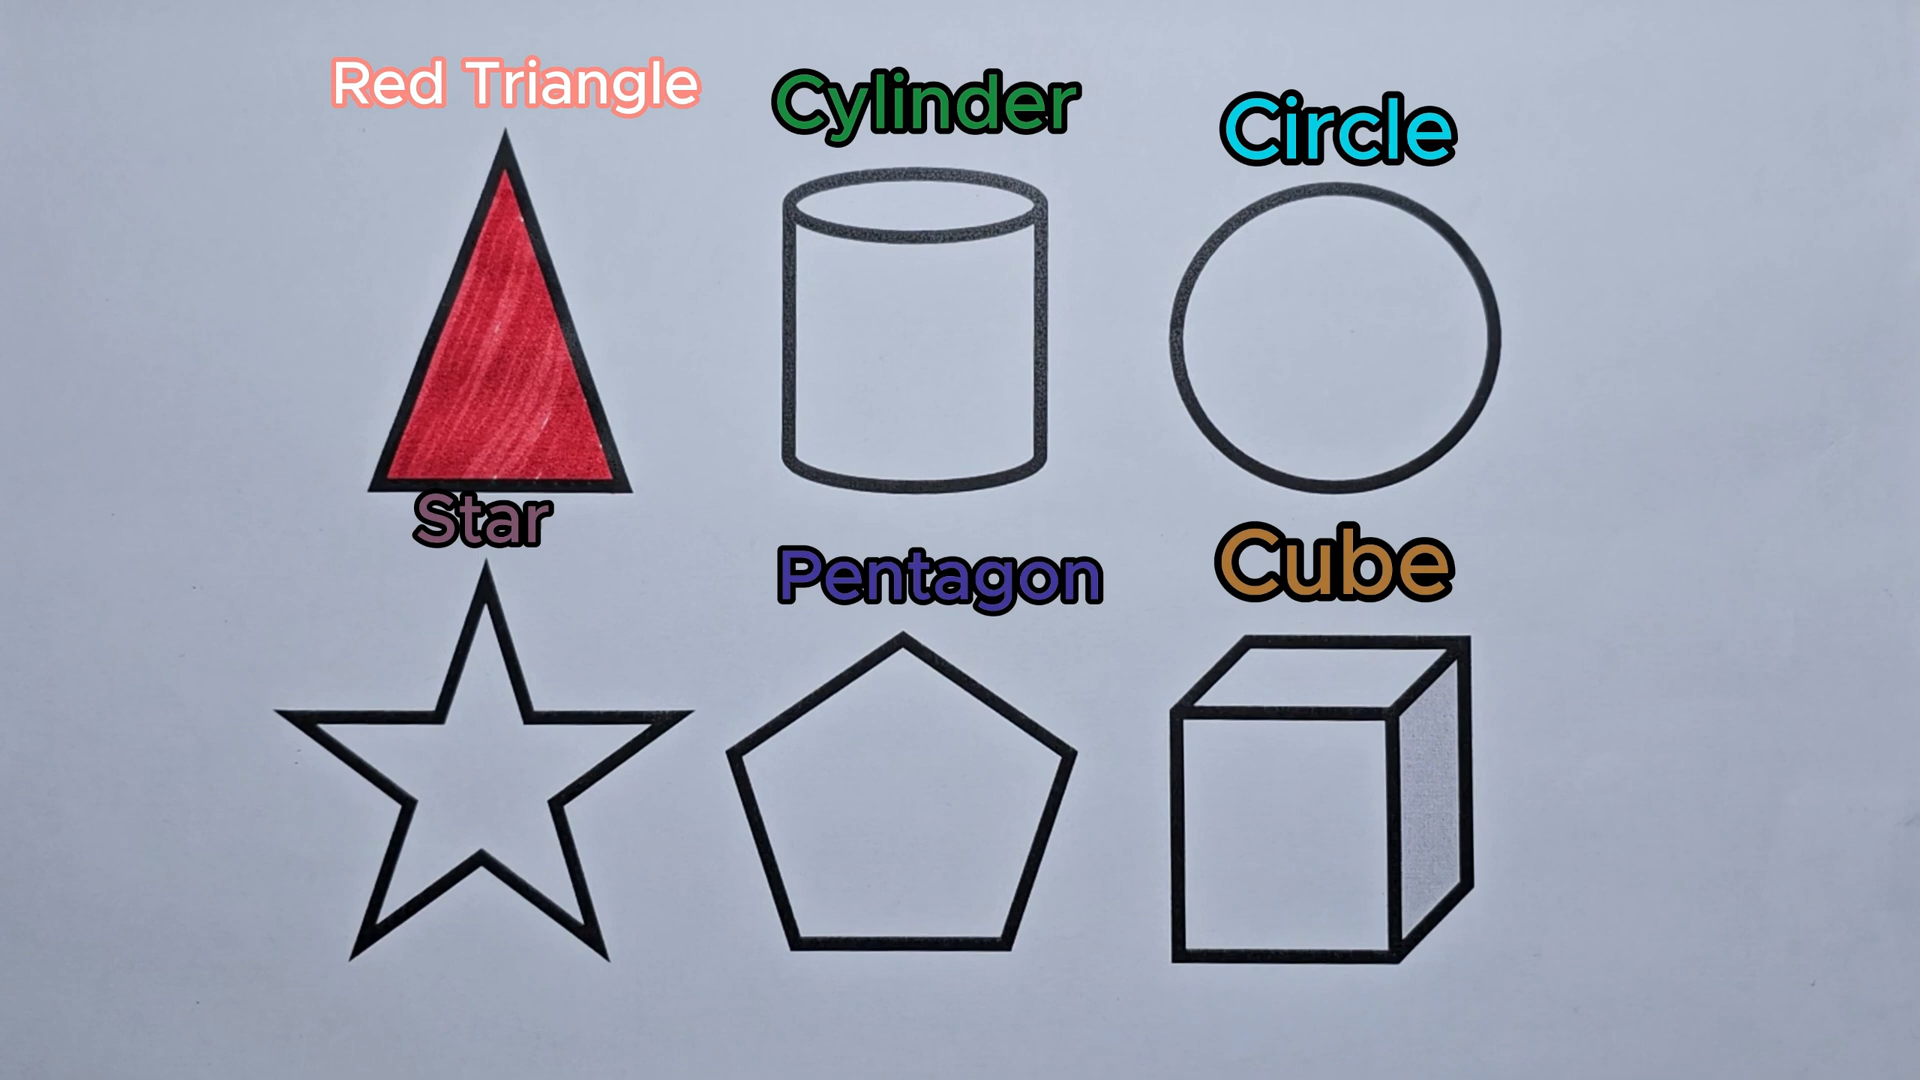 Red Triangle
Cylinder
Circle
Star
Pentagon
Cube